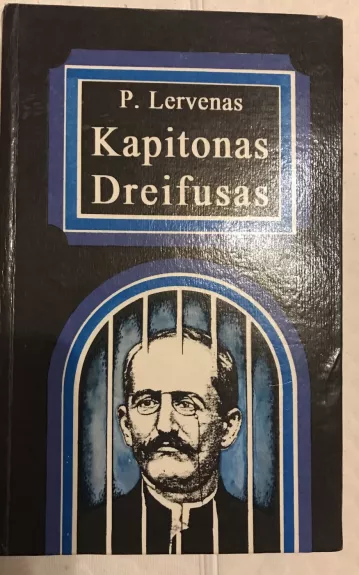 P. Lervenas
Kapitonas
Dreifusas